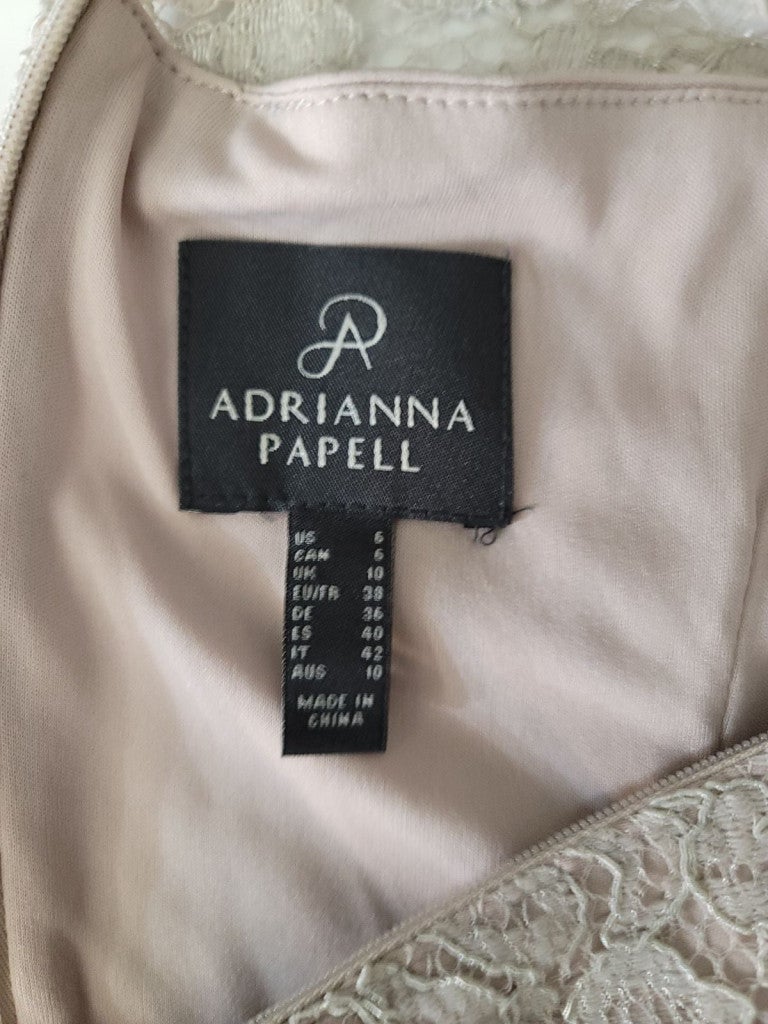 ADRIANNA
PAPELL
US 6
CAN 6
UK 10
EU/FR 38
DE 36
ES 40
IT 42
AUS 10
MADE IN
CHINA